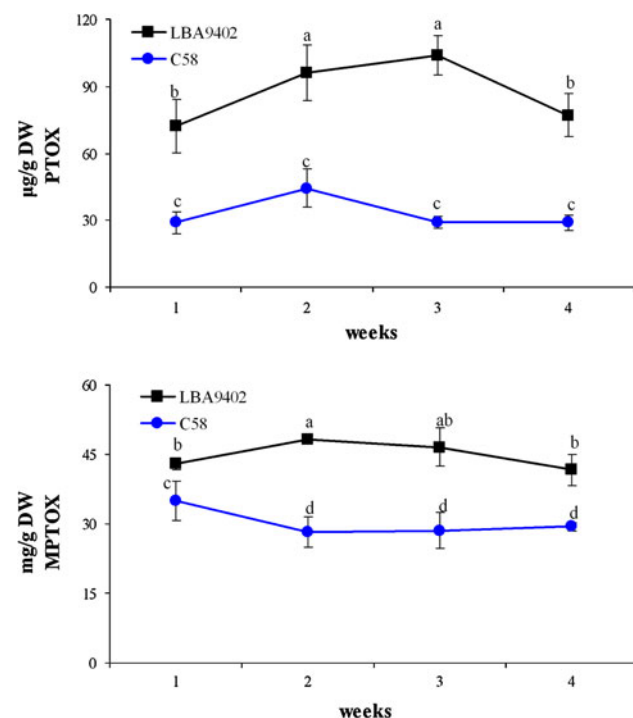 120
LBA9402
C58
a
a
90
b
b
μg/g DW
PTOX
60
c
c
c
c
30
0
1 2 3 4
weeks
60
LBA9402
C58
a
ab
b
b
45
c
mg/g DW
MPTOX
d
d
d
30
15
0
1 2 3 4
weeks